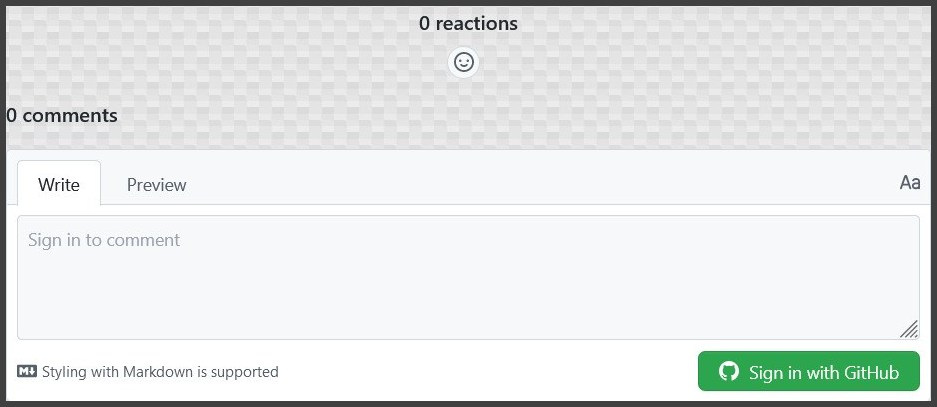 0 reactions
0 comments
Write Preview Aa
Sign in to comment
M↓ Styling with Markdown is supported
Sign in with GitHub